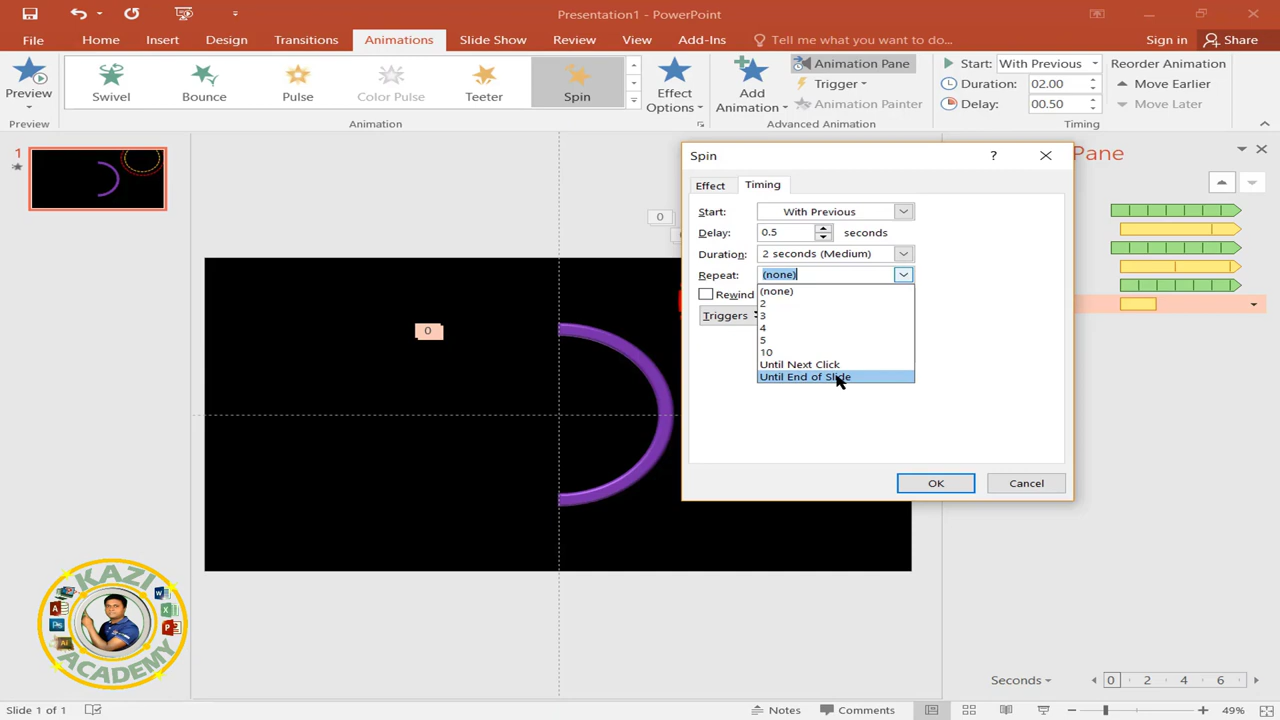 Presentation1 - PowerPoint
File Home Insert Design Transitions Animations Slide Show Review View Add-Ins Tell me what you want to do... Sign in Share
Preview
Swivel Bounce Pulse Color Pulse Teeter Spin
Effect Options
Add Animation
Animation Pane
Trigger
Animation Painter
Start: With Previous
Duration: 02.00
Delay: 00.50
Reorder Animation
Move Earlier
Move Later
Preview Animation Advanced Animation Timing
1
Pane
0
0
Spin ?
Effect Timing
Start: With Previous
Delay: 0.5 seconds
Duration: 2 seconds (Medium)
Repeat: (none)
Rewind
Triggers
(none)
2
3
4
5
10
Until Next Click
Until End of Slide
OK Cancel
KAZI
ACADEMY
Seconds 0 2 4 6
Slide 1 of 1 Notes Comments 49%